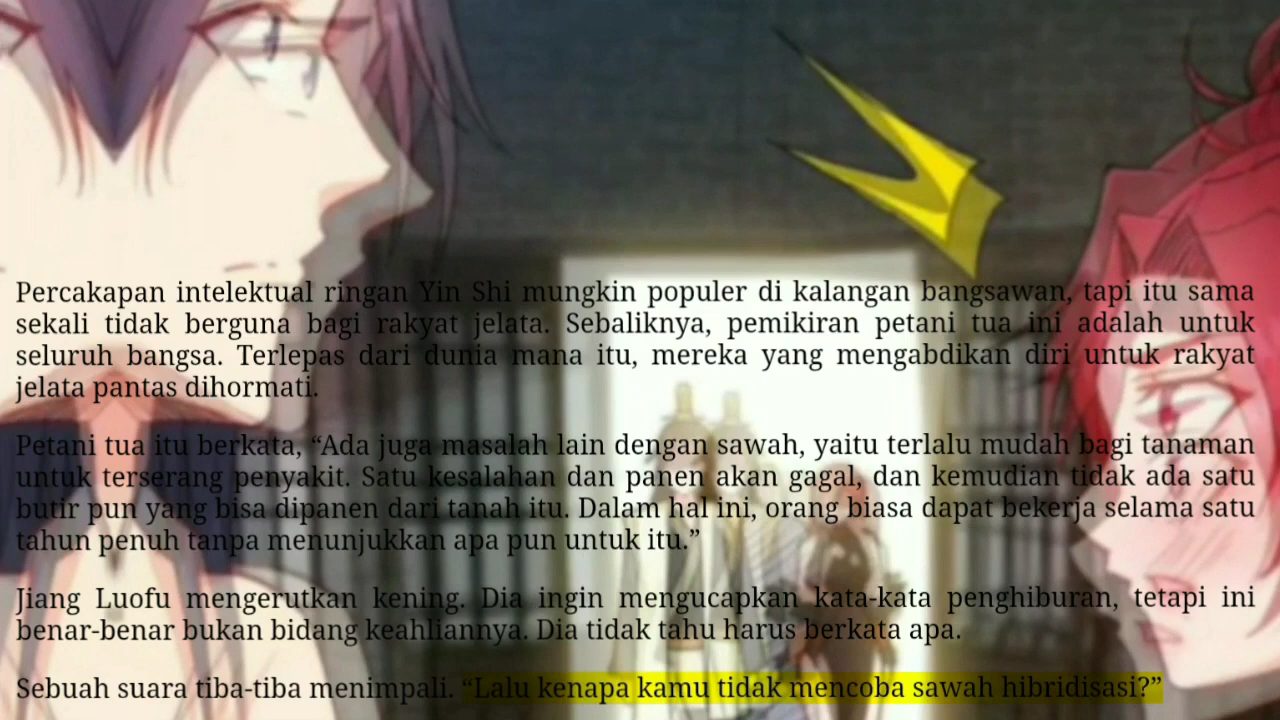 Percakapan intelektual ringan Yin Shi mungkin populer di kalangan bangsawan, tapi itu sama
sekali tidak berguna bagi rakyat jelata. Sebaliknya, pemikiran petani tua ini adalah untuk
seluruh bangsa. Terlepas dari dunia mana itu, mereka yang mengabdikan diri untuk rakyat
jelata pantas dihormati.
Petani tua itu berkata, “Ada juga masalah lain dengan sawah, yaitu terlalu mudah bagi tanaman
untuk terserang penyakit. Satu kesalahan dan panen akan gagal, dan kemudian tidak ada satu
butir pun yang bisa dipanen dari tanah itu. Dalam hal ini, orang biasa dapat bekerja selama satu
tahun penuh tanpa menunjukkan apa pun untuk itu.”
Jiang Luofu mengerutkan kening. Dia ingin mengucapkan kata-kata penghiburan, tetapi ini
benar-benar bukan bidang keahliannya. Dia tidak tahu harus berkata apa.
Sebuah suara tiba-tiba menimpali. “Lalu kenapa kamu tidak mencoba sawah hibridisasi?”